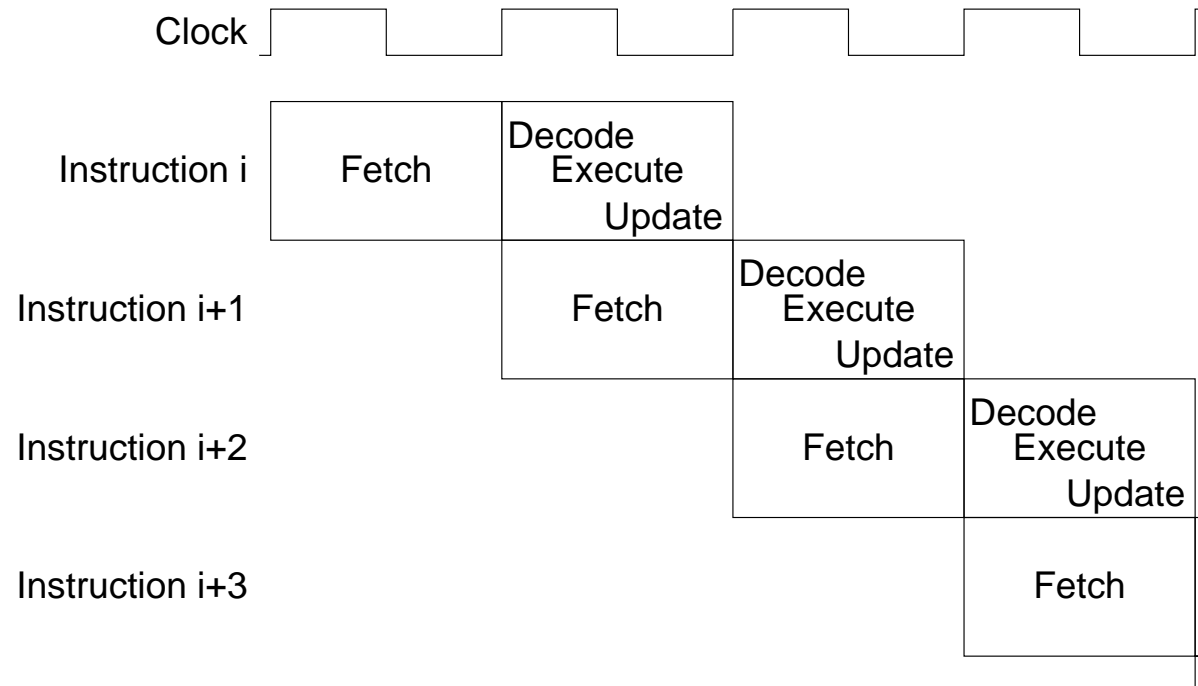 Clock
Instruction i
Fetch
Decode
Execute
Update
Instruction i+1
Fetch
Decode
Execute
Update
Instruction i+2
Fetch
Decode
Execute
Update
Instruction i+3
Fetch